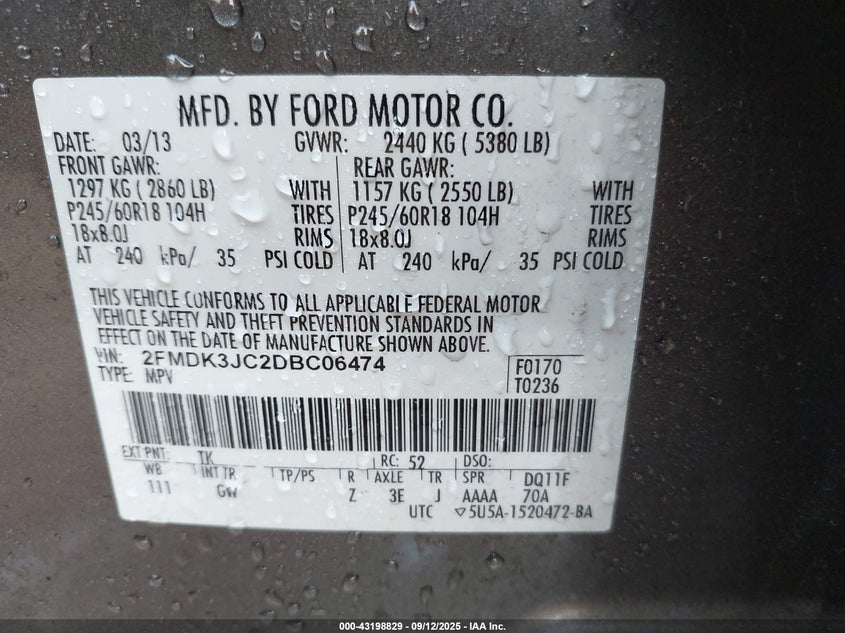 MFD. BY FORD MOTOR CO.
DATE: 03/13 GVWR: 2440 KG ( 5380 LB)
FRONT GAWR: REAR GAWR:
1297 KG ( 2860 LB) WITH 1157 KG ( 2550 LB) WITH
P245/60R18 104H TIRES P245/60R18 104H TIRES
18x8.0J RIMS 18x8.0J RIMS
AT 240 kPa/ 35 PSI COLD AT 240 kPa/ 35 PSI COLD
THIS VEHICLE CONFORMS TO ALL APPLICABLE FEDERAL MOTOR
VEHICLE SAFETY AND THEFT PREVENTION STANDARDS IN
EFFECT ON THE DATE OF MANUFACTURE SHOWN ABOVE.
VIN: 2FMDK3JC2DBC06474 F0170
TYPE: MPV T0236
EXT PNT: TK RC: 52 DSO:
WB INT TR TP/PS R AXLE TR SPR DQ11F
111 GW Z 3E J AAAA 70A
UTC ▽5U5A-1520472-BA
000-43198829 - 09/12/2025 - IAA Inc.